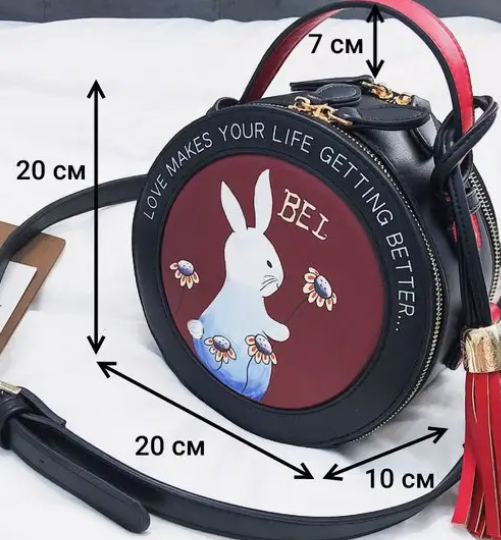 7 см
20 см
LOVE MAKES YOUR LIFE GETTING BETTER...
BEL
20 см
10 см